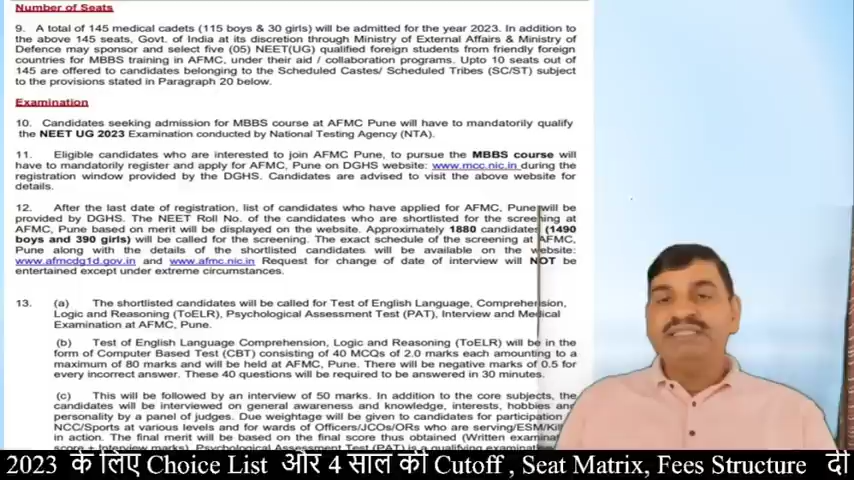 Number of Seats
9. A total of 145 medical cadets (115 boys & 30 girls) will be admitted for the year 2023. In addition to
the above 145 seats, Govt. of India at its discretion through Ministry of External Affairs & Ministry of
Defence may sponsor and select five (05) NEET(UG) qualified foreign students from friendly foreign
countries for MBBS training in AFMC, under their aid / collaboration programs. Upto 10 seats out of
145 are offered to candidates belonging to the Scheduled Castes/ Scheduled Tribes (SC/ST) subject
to the provisions stated in Paragraph 20 below.
Examination
10. Candidates seeking admission for MBBS course at AFMC Pune will have to mandatorily qualify
the NEET UG 2023 Examination conducted by National Testing Agency (NTA).
11. Eligible candidates who are interested to join AFMC Pune, to pursue the MBBS course will
have to mandatorily register and apply for AFMC, Pune on DGHS website: www.mcc.nic.in during the
registration window provided by the DGHS. Candidates are advised to visit the above website for
details.
12. After the last date of registration, list of candidates who have applied for AFMC, Pune will be
provided by DGHS. The NEET Roll No. of the candidates who are shortlisted for the screening at
AFMC, Pune based on merit will be displayed on the website. Approximately 1880 candidates (1490
boys and 390 girls) will be called for the screening. The exact schedule of the screening at AFMC,
Pune along with the details of the shortlisted candidates will be available on the website:
www.afmcdg1d.gov.in and www.afmc.nic.in Request for change of date of interview will NOT be
entertained except under extreme circumstances.
13. (a) The shortlisted candidates will be called for Test of English Language, Comprehension,
Logic and Reasoning (ToELR), Psychological Assessment Test (PAT), Interview and Medical
Examination at AFMC, Pune.
(b) Test of English Language Comprehension, Logic and Reasoning (ToELR) will be in the
form of Computer Based Test (CBT) consisting of 40 MCQs of 2.0 marks each amounting to a
maximum of 80 marks and will be held at AFMC, Pune. There will be negative marks of 0.5 for
every incorrect answer. These 40 questions will be required to be answered in 30 minutes.
(c) This will be followed by an interview of 50 marks. In addition to the core subjects, the
candidates will be interviewed on general awareness and knowledge, interests, hobbies and
personality by a panel of judges. Due weightage will be given to candidates for participation
NCC/Sports at various levels and for wards of Officers/JCOs/ORs who are serving/ESM/Kill
in action. The final merit will be based on the final score thus obtained (Written examinat
score + Interview marks). Psychological Assessment Test (PAT) is a qualifying examination
2023 के लिए Choice List और 4 साल की Cutoff , Seat Matrix, Fees Structure दी